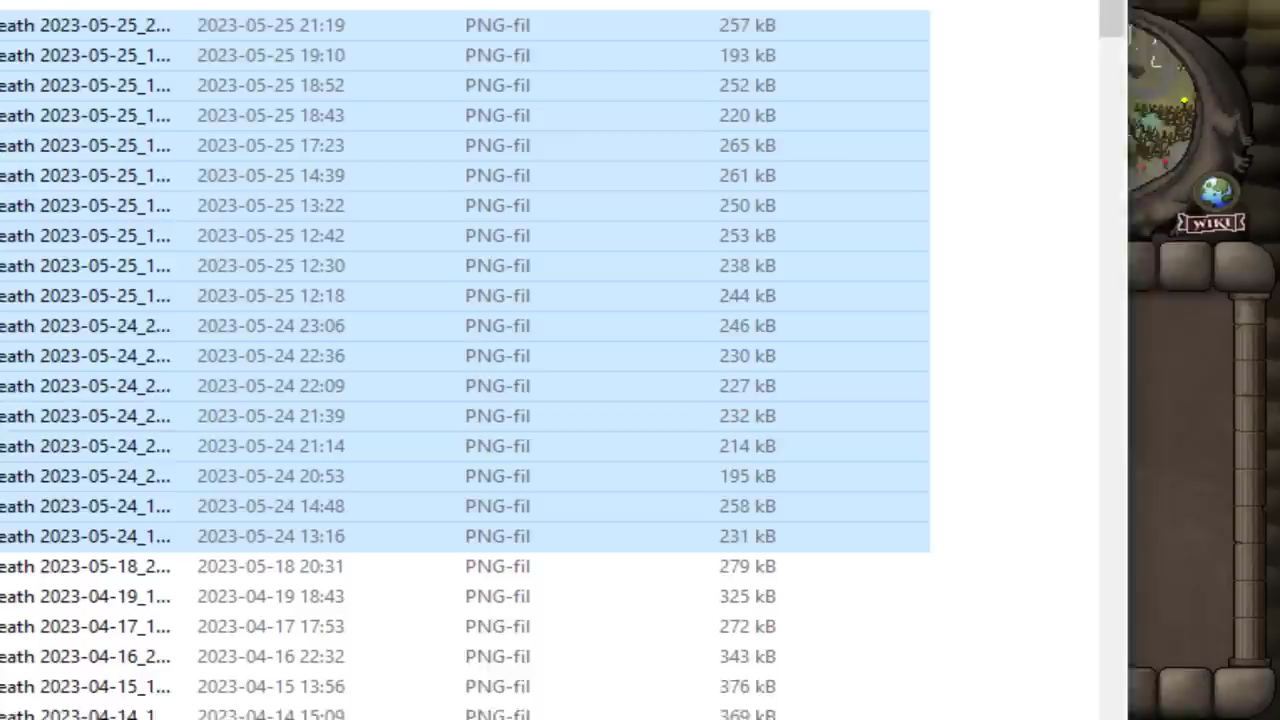 eath 2023-05-25_2... 2023-05-25 21:19 PNG-fil 257 kB
eath 2023-05-25_1... 2023-05-25 19:10 PNG-fil 193 kB
eath 2023-05-25_1... 2023-05-25 18:52 PNG-fil 252 kB
eath 2023-05-25_1... 2023-05-25 18:43 PNG-fil 220 kB
eath 2023-05-25_1... 2023-05-25 17:23 PNG-fil 265 kB
eath 2023-05-25_1... 2023-05-25 14:39 PNG-fil 261 kB
eath 2023-05-25_1... 2023-05-25 13:22 PNG-fil 250 kB
eath 2023-05-25_1... 2023-05-25 12:42 PNG-fil 253 kB
eath 2023-05-25_1... 2023-05-25 12:30 PNG-fil 238 kB
eath 2023-05-25_1... 2023-05-25 12:18 PNG-fil 244 kB
eath 2023-05-24_2... 2023-05-24 23:06 PNG-fil 246 kB
eath 2023-05-24_2... 2023-05-24 22:36 PNG-fil 230 kB
eath 2023-05-24_2... 2023-05-24 22:09 PNG-fil 227 kB
eath 2023-05-24_2... 2023-05-24 21:39 PNG-fil 232 kB
eath 2023-05-24_2... 2023-05-24 21:14 PNG-fil 214 kB
eath 2023-05-24_2... 2023-05-24 20:53 PNG-fil 195 kB
eath 2023-05-24_1... 2023-05-24 14:48 PNG-fil 258 kB
eath 2023-05-24_1... 2023-05-24 13:16 PNG-fil 231 kB
eath 2023-05-18_2... 2023-05-18 20:31 PNG-fil 279 kB
eath 2023-04-19_1... 2023-04-19 18:43 PNG-fil 325 kB
eath 2023-04-17_1... 2023-04-17 17:53 PNG-fil 272 kB
eath 2023-04-16_2... 2023-04-16 22:32 PNG-fil 343 kB
eath 2023-04-15_1... 2023-04-15 13:56 PNG-fil 376 kB
eath 2023-04-14_1... 2023-04-14 15:09 PNG-fil 369 kB
WIKI